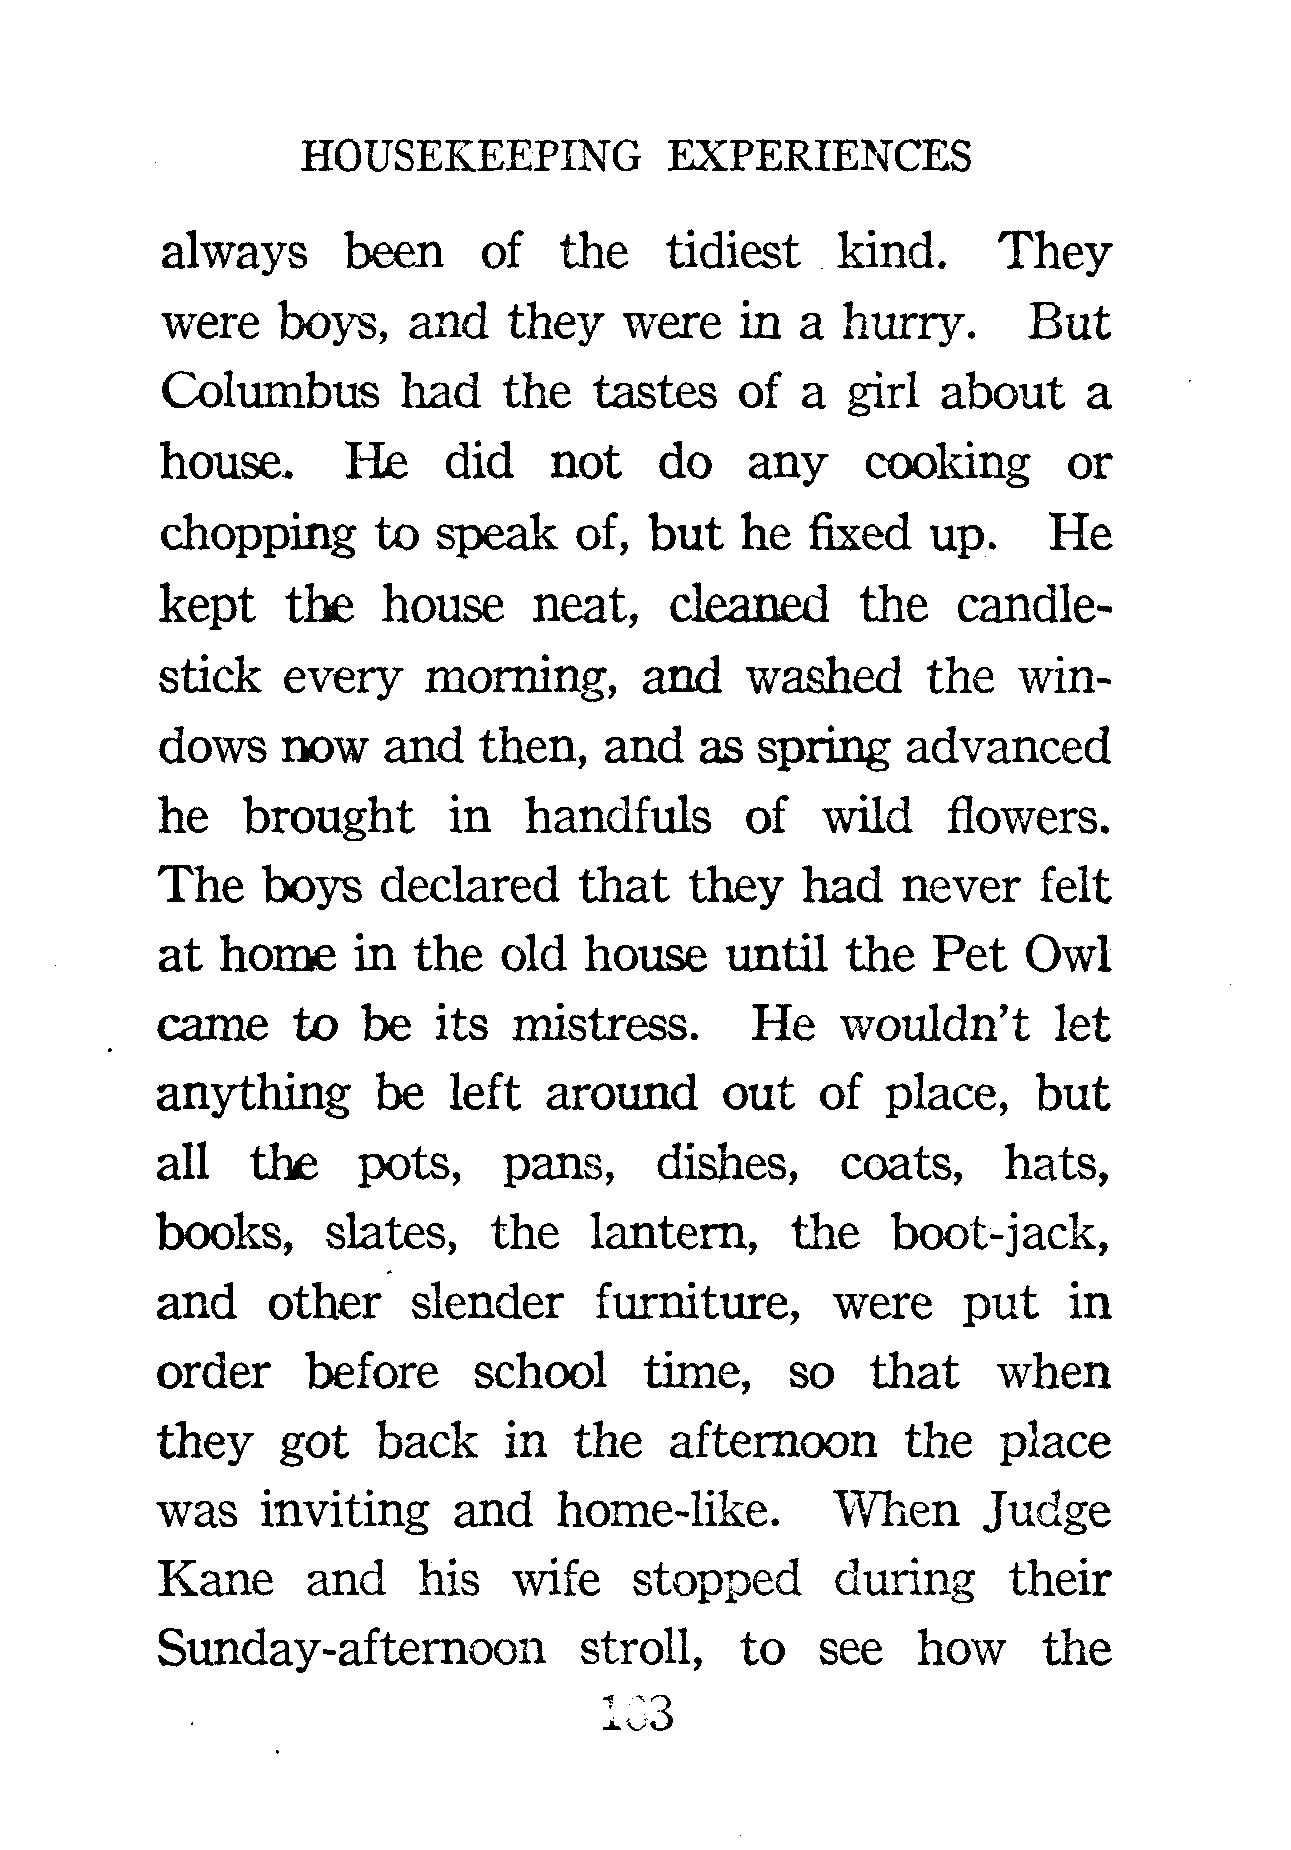 HOUSEKEEPING EXPERIENCES
always been of the tidiest kind. They
were boys, and they were in a hurry. But
Columbus had the tastes of a girl about a
house. He did not do any cooking or
chopping to speak of, but he fixed up. He
kept the house neat, cleaned the candle-
stick every morning, and washed the win-
dows now and then, and as spring advanced
he brought in handfuls of wild flowers.
The boys declared that they had never felt
at home in the old house until the Pet Owl
came to be its mistress. He wouldn't let
anything be left around out of place, but
all the pots, pans, dishes, coats, hats,
books, slates, the lantern, the boot-jack,
and other slender furniture, were put in
order before school time, so that when
they got back in the afternoon the place
was inviting and home-like. When Judge
Kane and his wife stopped during their
Sunday-afternoon stroll, to see how the